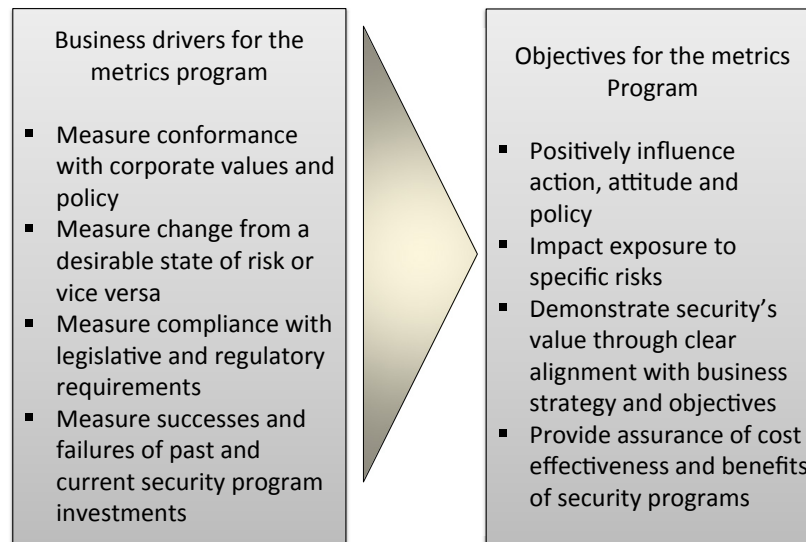 Business drivers for the
metrics program
▪ Measure conformance
with corporate values and
policy
▪ Measure change from a
desirable state of risk or
vice versa
▪ Measure compliance with
legislative and regulatory
requirements
▪ Measure successes and
failures of past and
current security program
investments
Objectives for the metrics
Program
▪ Positively influence
action, attitude and
policy
▪ Impact exposure to
specific risks
▪ Demonstrate security’s
value through clear
alignment with business
strategy and objectives
▪ Provide assurance of cost
effectiveness and benefits
of security programs